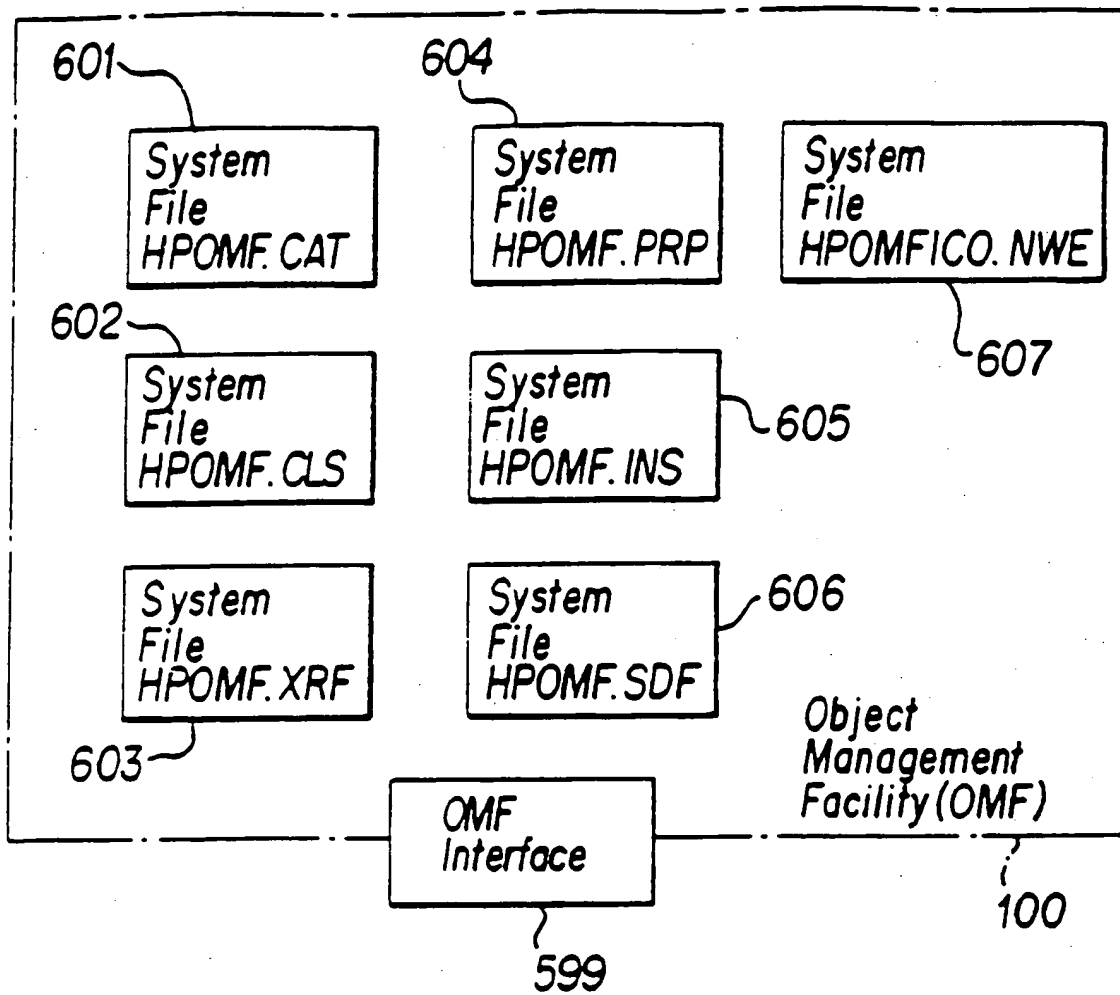 601
System
File
HPOMF.CAT
604
System
File
HPOMF.PRP
System
File
HPOMFICO.NWE
607
602
System
File
HPOMF.CLS
System
File
HPOMF.INS
605
System
File
HPOMF.XRF
603
System
File
HPOMF.SDF
606
Object
Management
Facility (OMF)
100
OMF
Interface
599